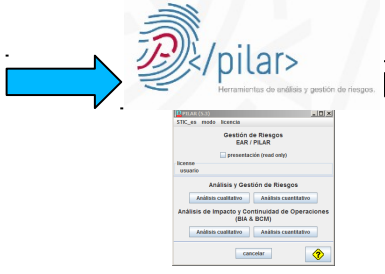 </pilar>
Herramientas de análisis y gestión de riesgos.
STIC_es modo licencia
Gestión de Riesgos
EAR / PILAR
presentación (read only)
license
usuario
Análisis y Gestión de Riesgos
Análisis cualitativo Análisis cuantitativo
Análisis de Impacto y Continuidad de Operaciones
(BIA & BCM)
Análisis cualitativo Análisis cuantitativo
cancelar